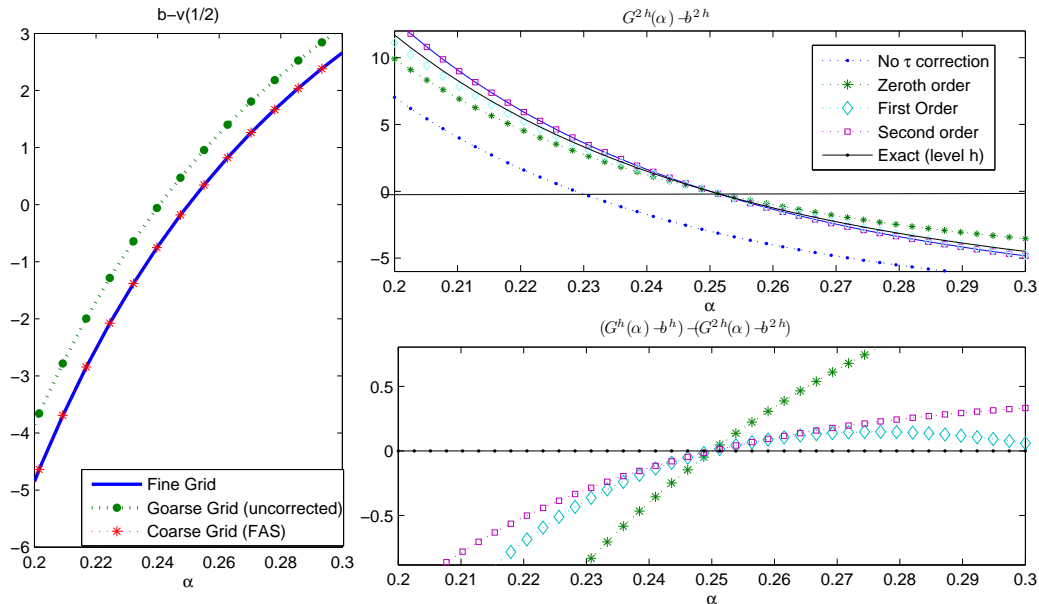 b−v(1/2)
3
2
1
0
−1
−2
−3
−4
−5
−6
0.2 0.22 0.24 0.26 0.28 0.3
α
Fine Grid
Goarse Grid (uncorrected)
Coarse Grid (FAS)
G^{2h}(α) −b^{2h}
10
5
0
−5
0.2 0.21 0.22 0.23 0.24 0.25 0.26 0.27 0.28 0.29 0.3
α
No τ correction
Zeroth order
First Order
Second order
Exact (level h)
(G^h(α) −b^h) −(G^{2h}(α) −b^{2h})
0.5
0
−0.5
0.2 0.21 0.22 0.23 0.24 0.25 0.26 0.27 0.28 0.29 0.3
α